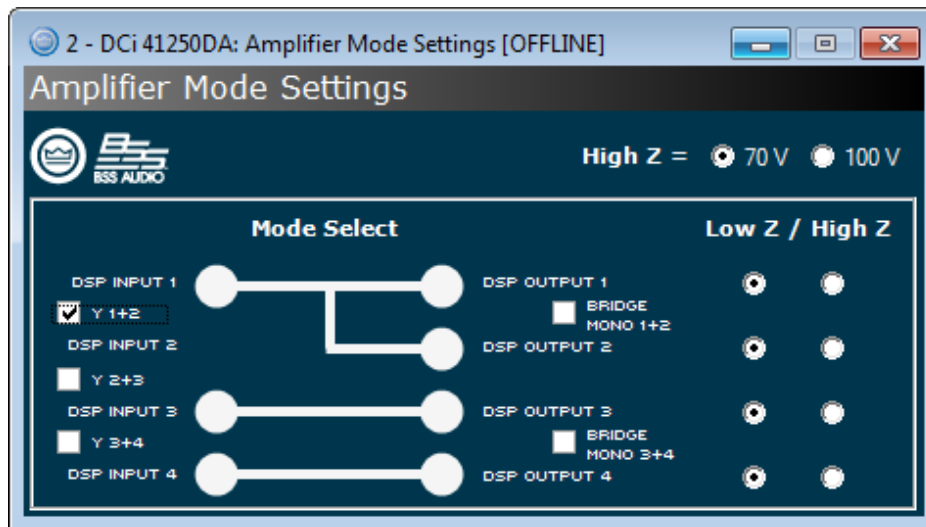 2 - DCi 41250DA: Amplifier Mode Settings [OFFLINE]
Amplifier Mode Settings
BSS AUDIO
High Z = 70 V 100 V
Mode Select Low Z / High Z
DSP INPUT 1 DSP OUTPUT 1
Y 1+2 BRIDGE
MONO 1+2
DSP INPUT 2 DSP OUTPUT 2
Y 2+3
DSP INPUT 3 DSP OUTPUT 3
Y 3+4 BRIDGE
MONO 3+4
DSP INPUT 4 DSP OUTPUT 4